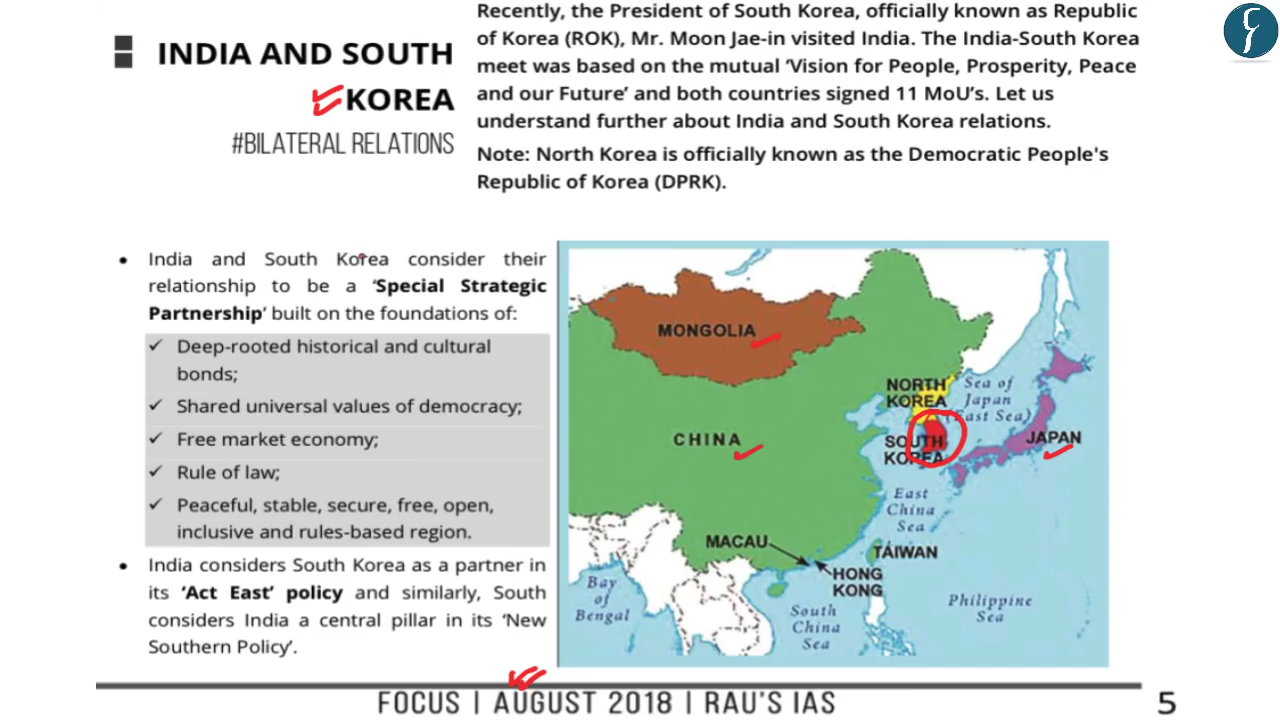 INDIA AND SOUTH
KOREA
#BILATERAL RELATIONS
Recently, the President of South Korea, officially known as Republic
of Korea (ROK), Mr. Moon Jae-in visited India. The India-South Korea
meet was based on the mutual ‘Vision for People, Prosperity, Peace
and our Future’ and both countries signed 11 MoU’s. Let us
understand further about India and South Korea relations.
Note: North Korea is officially known as the Democratic People's
Republic of Korea (DPRK).
• India and South Korea consider their
relationship to be a ‘Special Strategic
Partnership’ built on the foundations of:
✓ Deep-rooted historical and cultural
bonds;
✓ Shared universal values of democracy;
✓ Free market economy;
✓ Rule of law;
✓ Peaceful, stable, secure, free, open,
inclusive and rules-based region.
• India considers South Korea as a partner in
its ‘Act East’ policy and similarly, South
considers India a central pillar in its ‘New
Southern Policy’.
MONGOLIA
NORTH
KOREA
Sea of
Japan
(East Sea)
CHINA
SOUTH
KOREA
JAPAN
East
China
Sea
MACAU
TAIWAN
HONG
KONG
Bay
of
Bengal
South
China
Sea
Philippine
Sea
FOCUS | AUGUST 2018 | RAU’S IAS
5